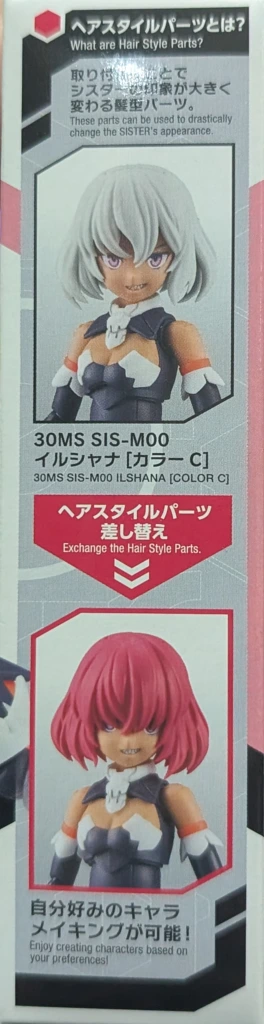 ヘアスタイルパーツとは?
What are Hair Style Parts?
取り付 ことで
シスターの印象が大きく
変わる髪型パーツ。
These parts can be used to drastically
change the SISTER's appearance.
30MS SIS-M00
イルシャナ [カラー C]
30MS SIS-M00 ILSHANA [COLOR C]
ヘアスタイルパーツ
差し替え
Exchange the Hair Style Parts.
自分好みのキャラ
メイキングが可能!
Enjoy creating characters based on
your preferences!